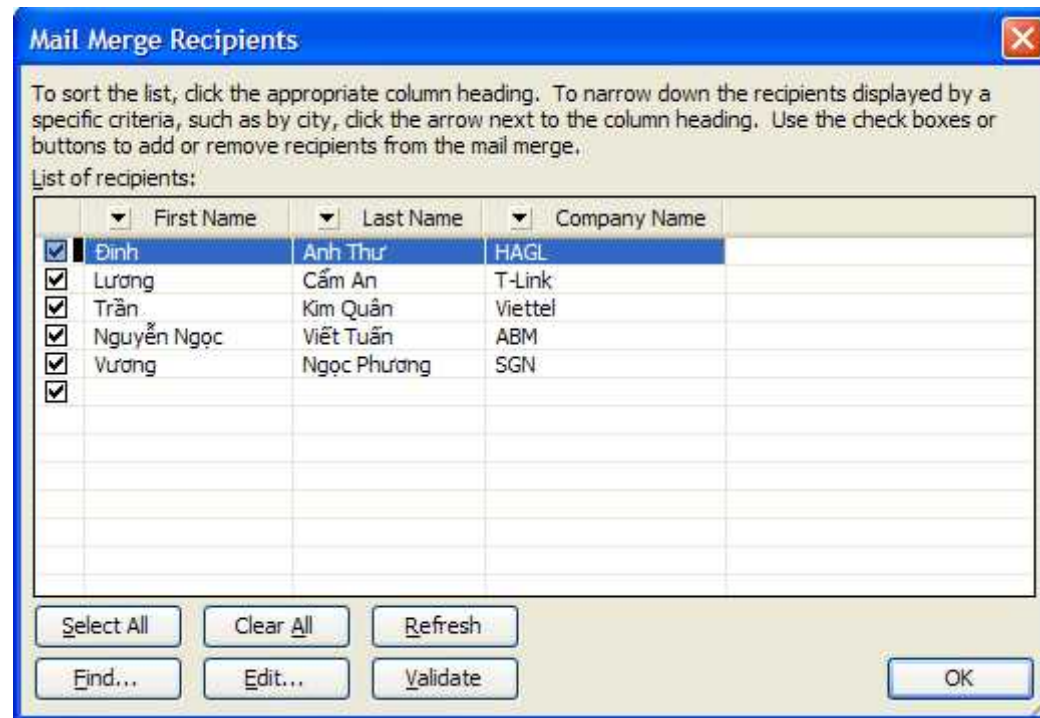 Mail Merge Recipients
To sort the list, click the appropriate column heading. To narrow down the recipients displayed by a
specific criteria, such as by city, click the arrow next to the column heading. Use the check boxes or
buttons to add or remove recipients from the mail merge.
List of recipients:
First Name Last Name Company Name
Đinh Anh Thư HAGL
Lương Cẩm An T-Link
Trần Kim Quân Viettel
Nguyễn Ngọc Viết Tuấn ABM
Vương Ngọc Phương SGN
Select All Clear All Refresh
Find... Edit... Validate OK